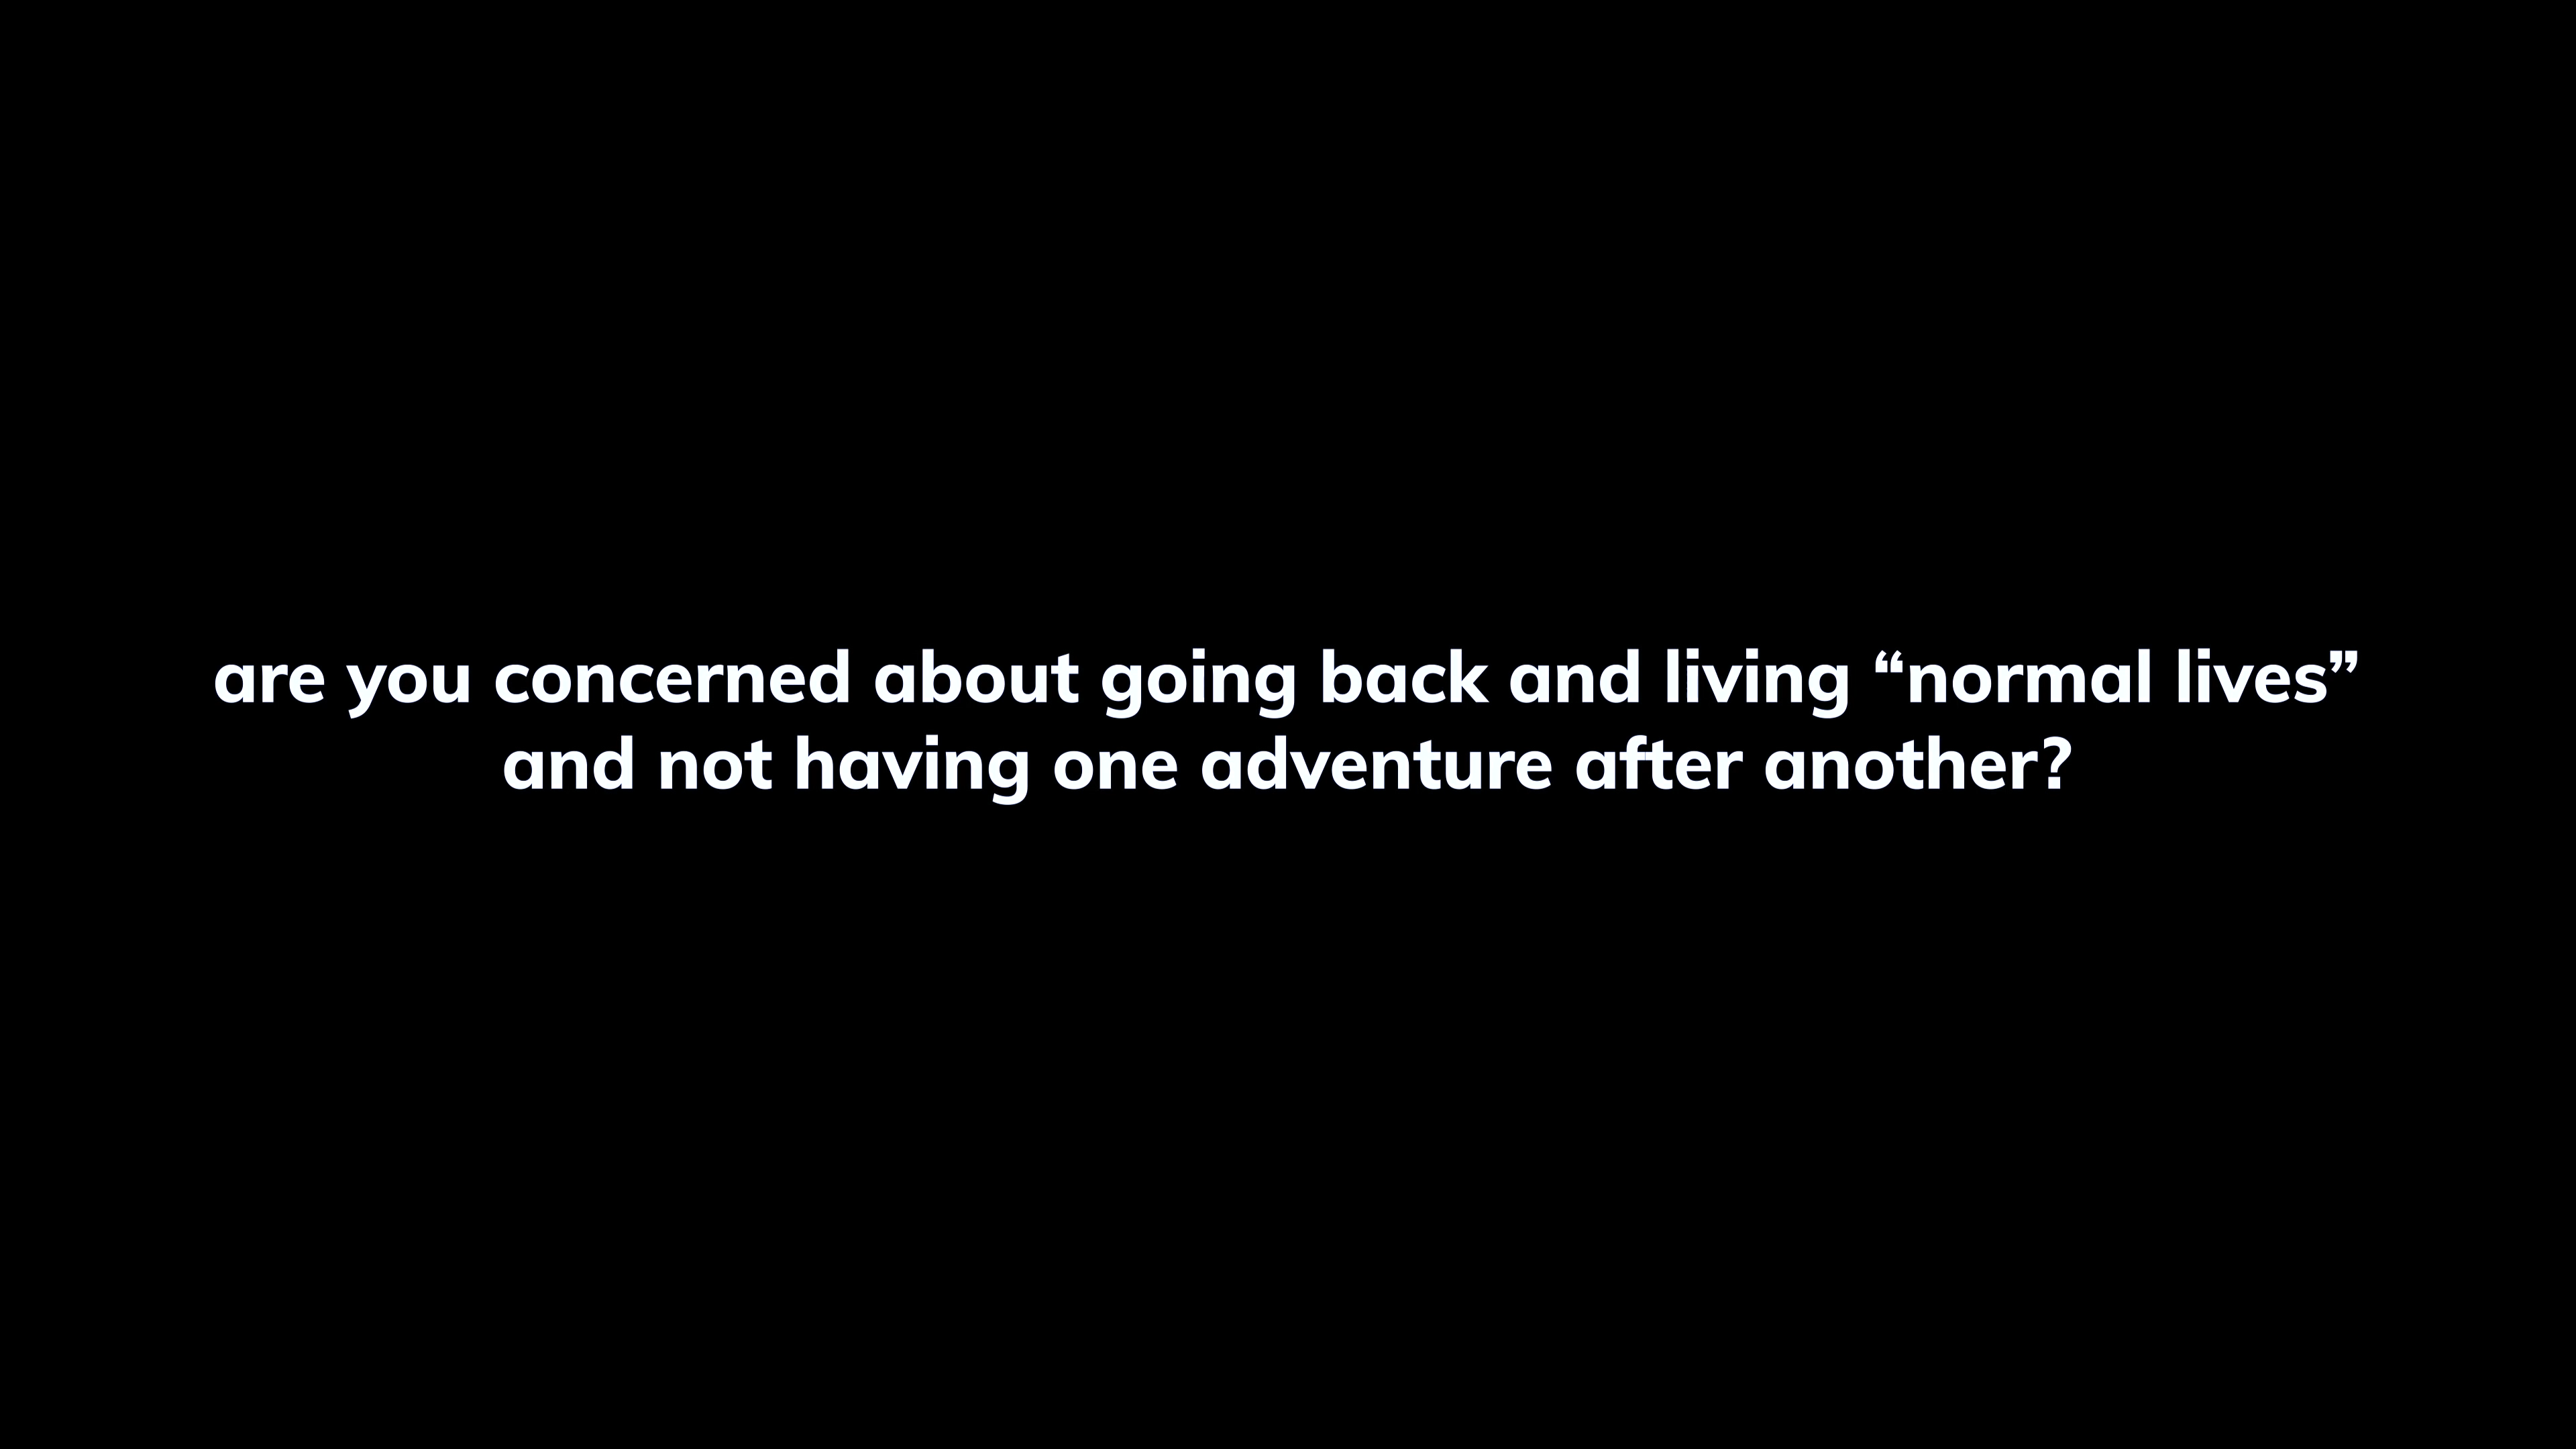 are you concerned about going back and living “normal lives”
and not having one adventure after another?